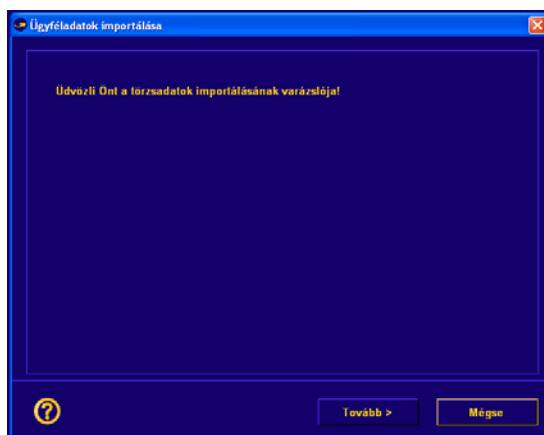 Ügyféladatok importálása
Üdvözli Önt a törzsadatok importálásának varázslója!
?
Tovább >
Mégse